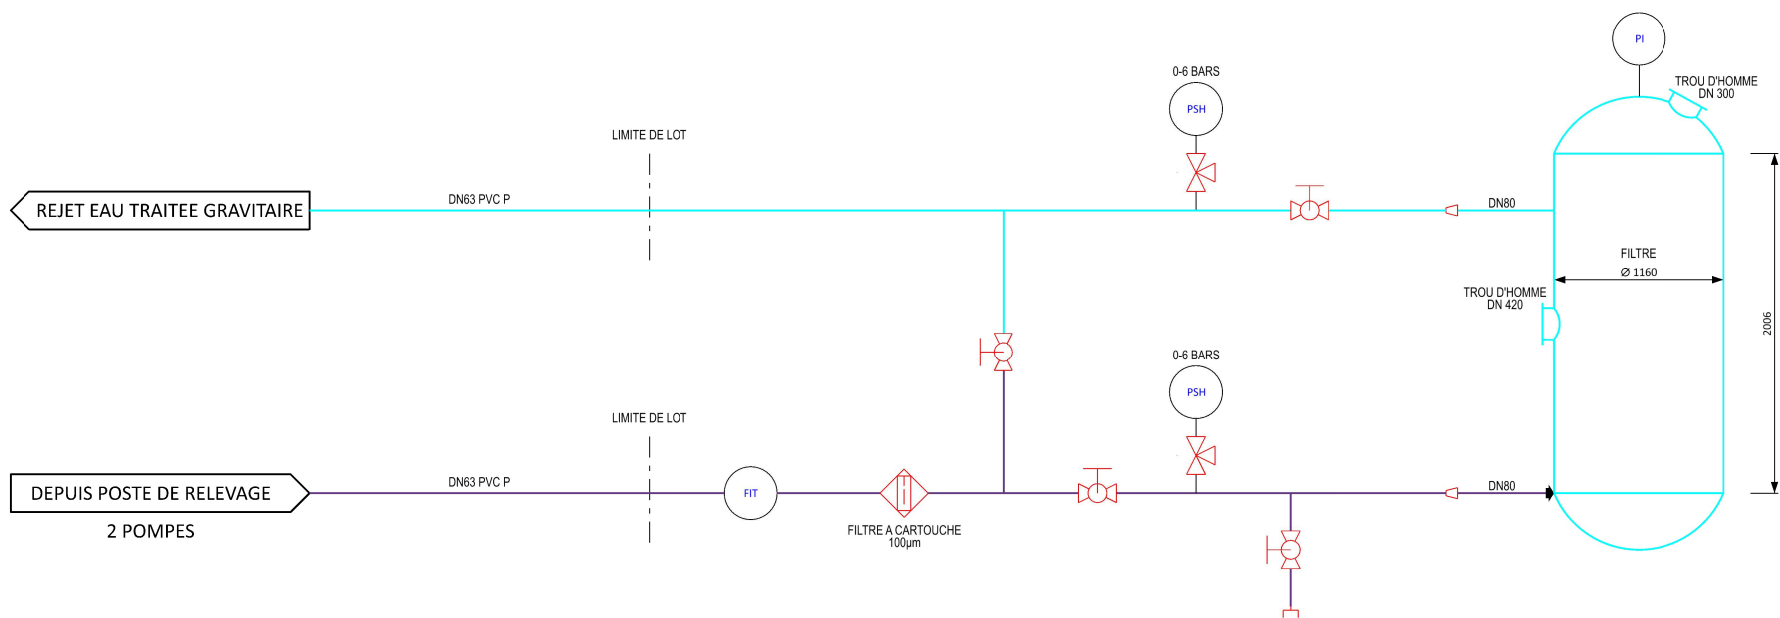 PI
TROU D'HOMME
DN 300
0-6 BARS
PSH
LIMITE DE LOT
REJET EAU TRAITEE GRAVITAIRE
DN63 PVC P
DN80
FILTRE
Ø 1160
TROU D'HOMME
DN 420
2006
0-6 BARS
PSH
LIMITE DE LOT
DEPUIS POSTE DE RELEVAGE
2 POMPES
DN63 PVC P
FIT
FILTRE A CARTOUCHE
100µm
DN80